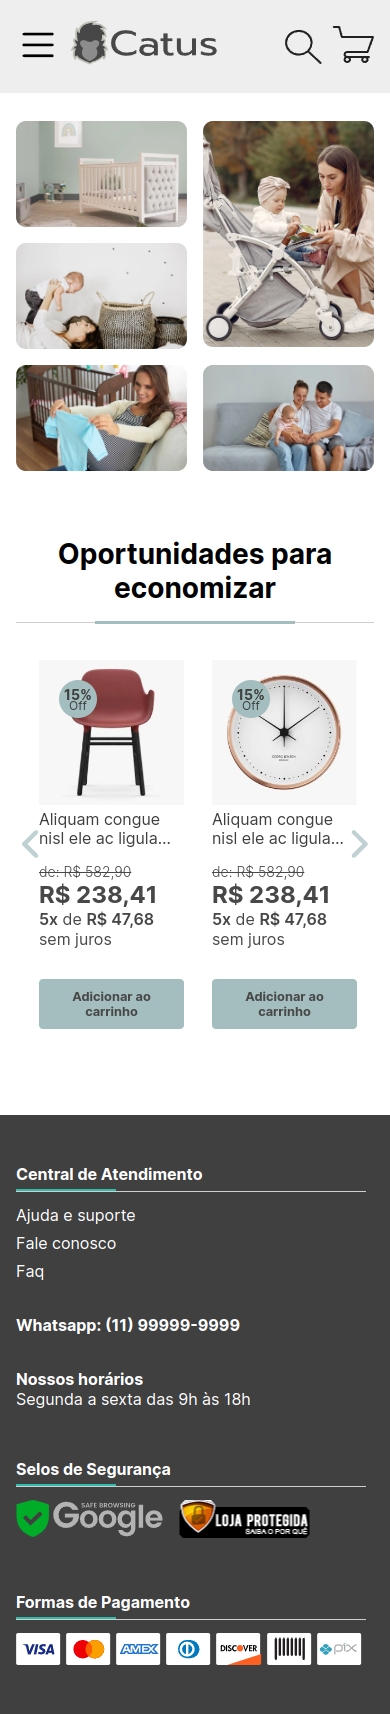 Catus
Oportunidades para
economizar
15%
Off
Aliquam congue
nisl ele ac ligula...
de: R$ 582,90
R$ 238,41
5x de R$ 47,68
sem juros
Adicionar ao
carrinho
15%
Off
Aliquam congue
nisl ele ac ligula...
de: R$ 582,90
R$ 238,41
5x de R$ 47,68
sem juros
Adicionar ao
carrinho
Central de Atendimento
Ajuda e suporte
Fale conosco
Faq
Whatsapp: (11) 99999-9999
Nossos horários
Segunda a sexta das 9h às 18h
Selos de Segurança
SAFE BROWSING
Google
LOJA PROTEGIDA
SAIBA O POR QUÊ
Formas de Pagamento
VISA
AMEX
DISCOVER
pix